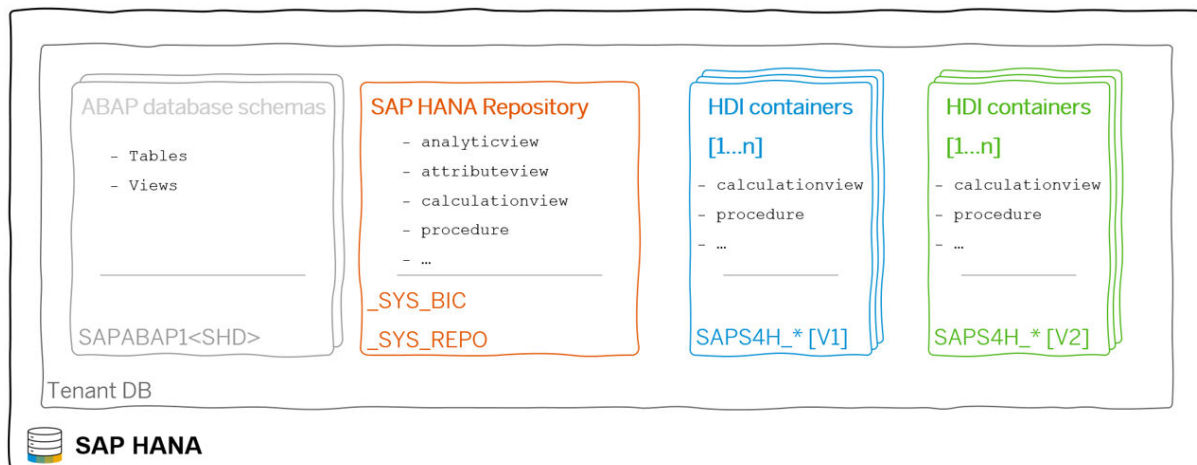 ABAP database schemas
- Tables
- Views
SAPABAP1<SHD>
SAP HANA Repository
- analyticview
- attributeview
- calculationview
- procedure
- …
_SYS_BIC
_SYS_REPO
HDI containers
[1...n]
- calculationview
- procedure
- …
SAPS4H_* [V1]
HDI containers
[1...n]
- calculationview
- procedure
- …
SAPS4H_* [V2]
Tenant DB
SAP HANA